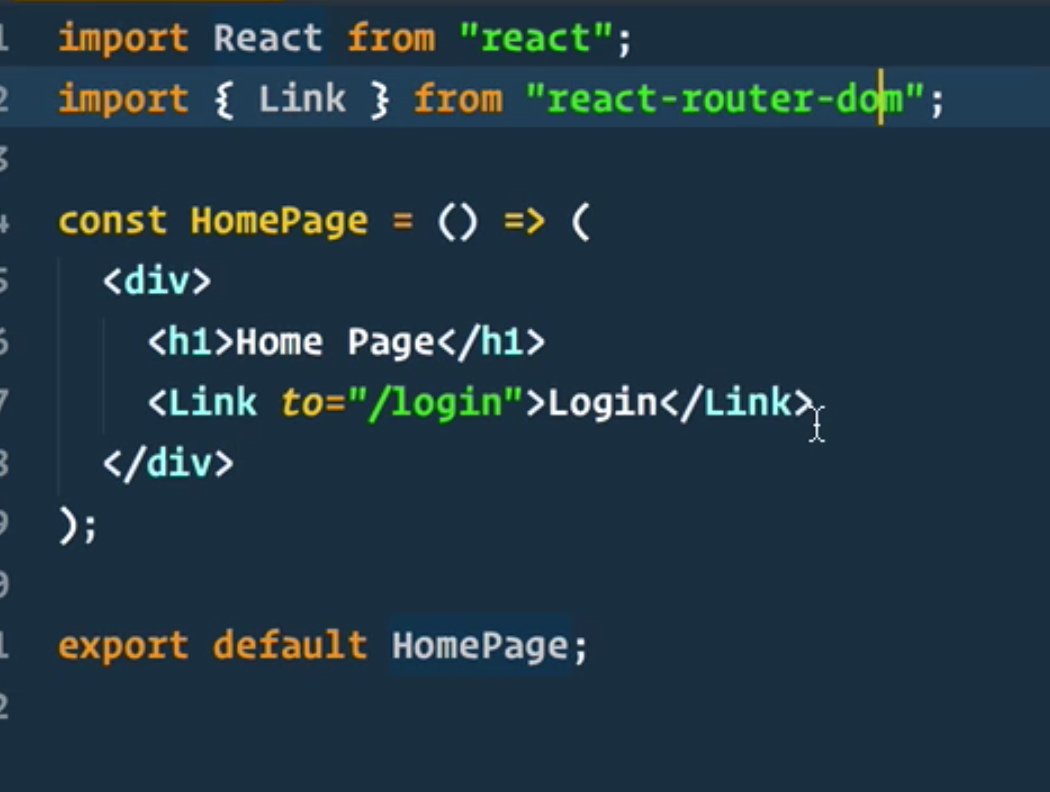 1 import React from "react";
2 import { Link } from "react-router-dom";
3
4 const HomePage = () => (
5   <div>
6     <h1>Home Page</h1>
7     <Link to="/login">Login</Link>
8   </div>
9 );
0
1 export default HomePage;
2